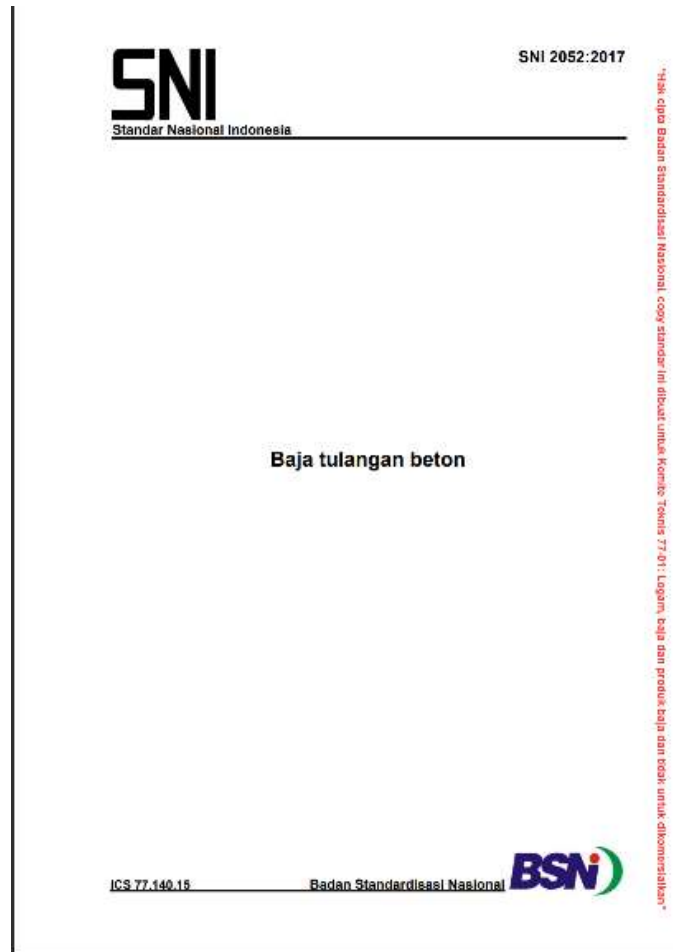 SNI 2052:2017
SNI
Standar Nasional Indonesia
Baja tulangan beton
ICS 77.140.15
Badan Standardisasi Nasional
BSN
"Hak cipta Badan Standardisasi Nasional, copy standar ini dibuat untuk Komite Teknis 77-01: Logam, baja dan produk baja dan tidak untuk dikomersialkan"